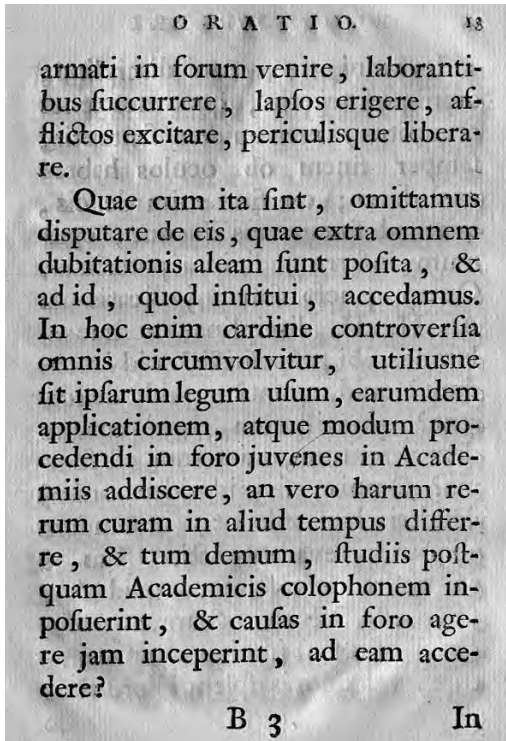 ORATIO. 13
armati in forum venire, laboranti-
bus ſuccurrere, lapſos erigere, af-
flictos excitare, periculisque libera-
re.
Quae cum ita ſint, omittamus
disputare de eis, quae extra omnem
dubitationis aleam ſunt poſita, &
ad id, quod inſtitui, accedamus.
In hoc enim cardine controverſia
omnis circumvolvitur, utiliusne
ſit ipſarum legum uſum, earumdem
applicationem, atque modum pro-
cedendi in foro juvenes in Acade-
miis addiscere, an vero harum re-
rum curam in aliud tempus differ-
re, & tum demum, ſtudiis poſt-
quam Academicis colophonem in-
poſuerint, & cauſas in foro age-
re jam inceperint, ad eam acce-
dere?
B 3 In